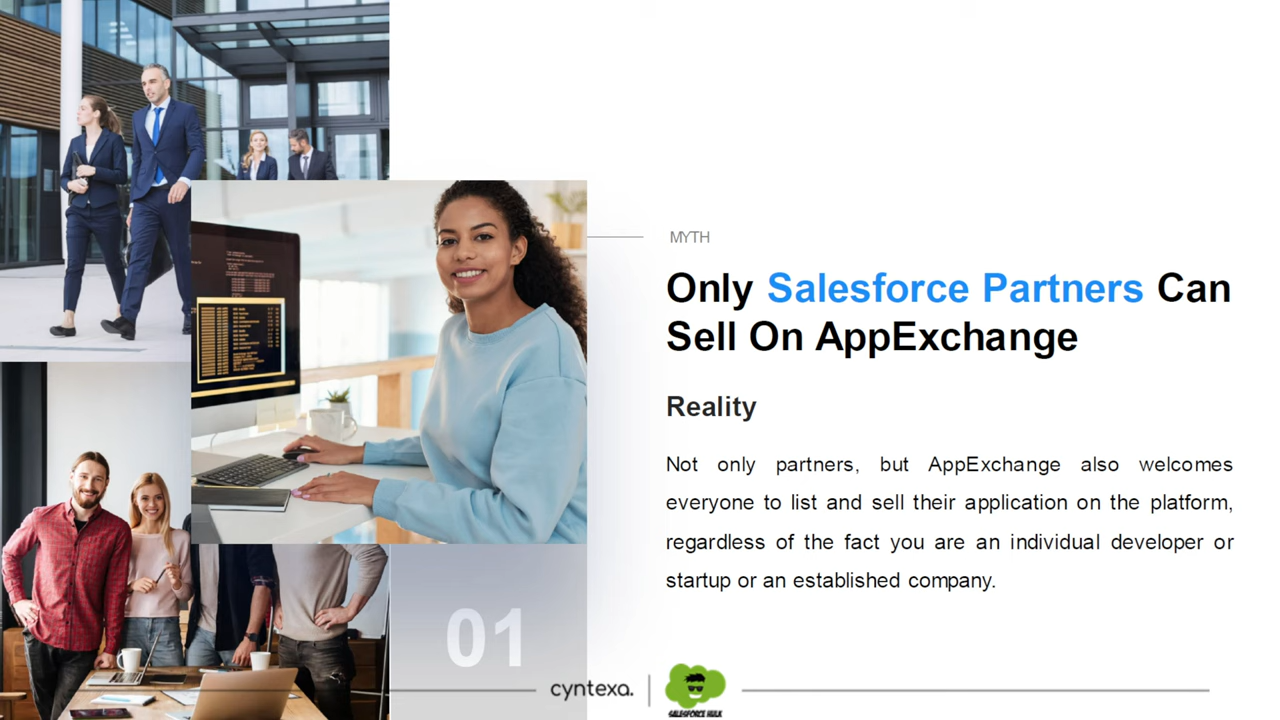 MYTH
Only Salesforce Partners Can
Sell On AppExchange
Reality
Not only partners, but AppExchange also welcomes
everyone to list and sell their application on the platform,
regardless of the fact you are an individual developer or
startup or an established company.
01
cyntexa.
SALESFORCE HULK